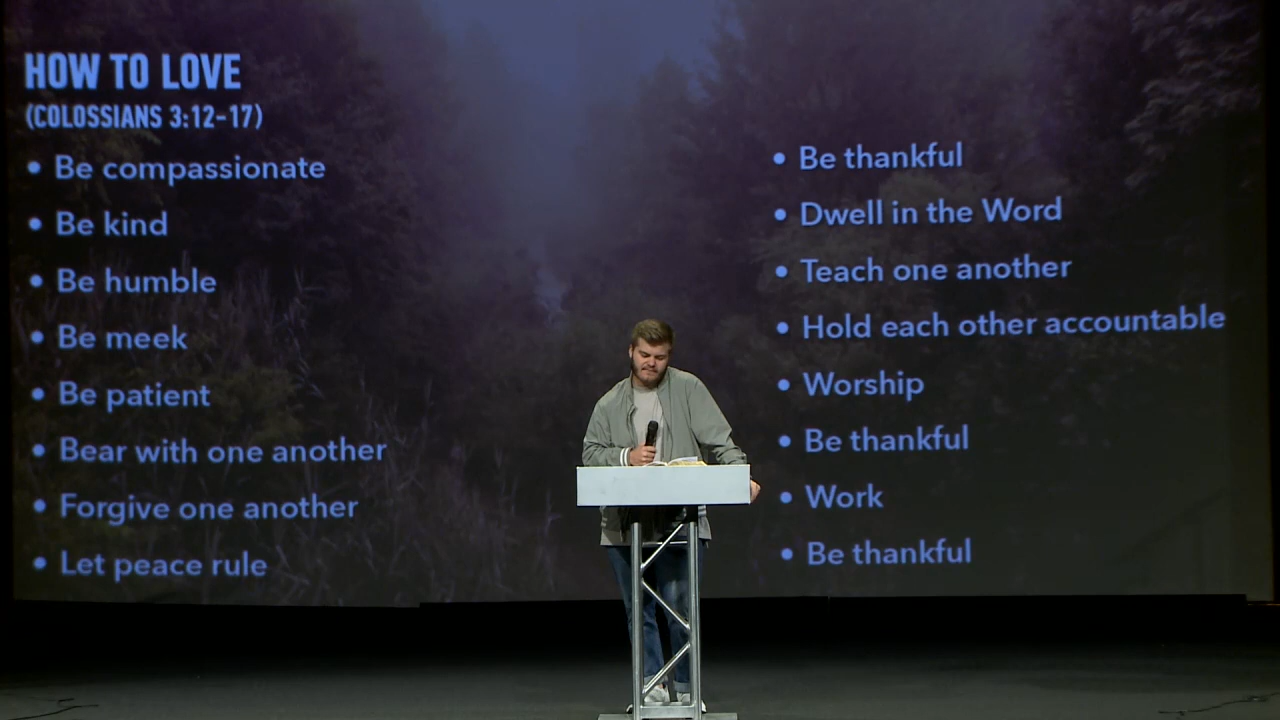 HOW TO LOVE
(COLOSSIANS 3:12-17)
• Be compassionate
• Be kind
• Be humble
• Be meek
• Be patient
• Bear with one another
• Forgive one another
• Let peace rule
• Be thankful
• Dwell in the Word
• Teach one another
• Hold each other accountable
• Worship
• Be thankful
• Work
• Be thankful